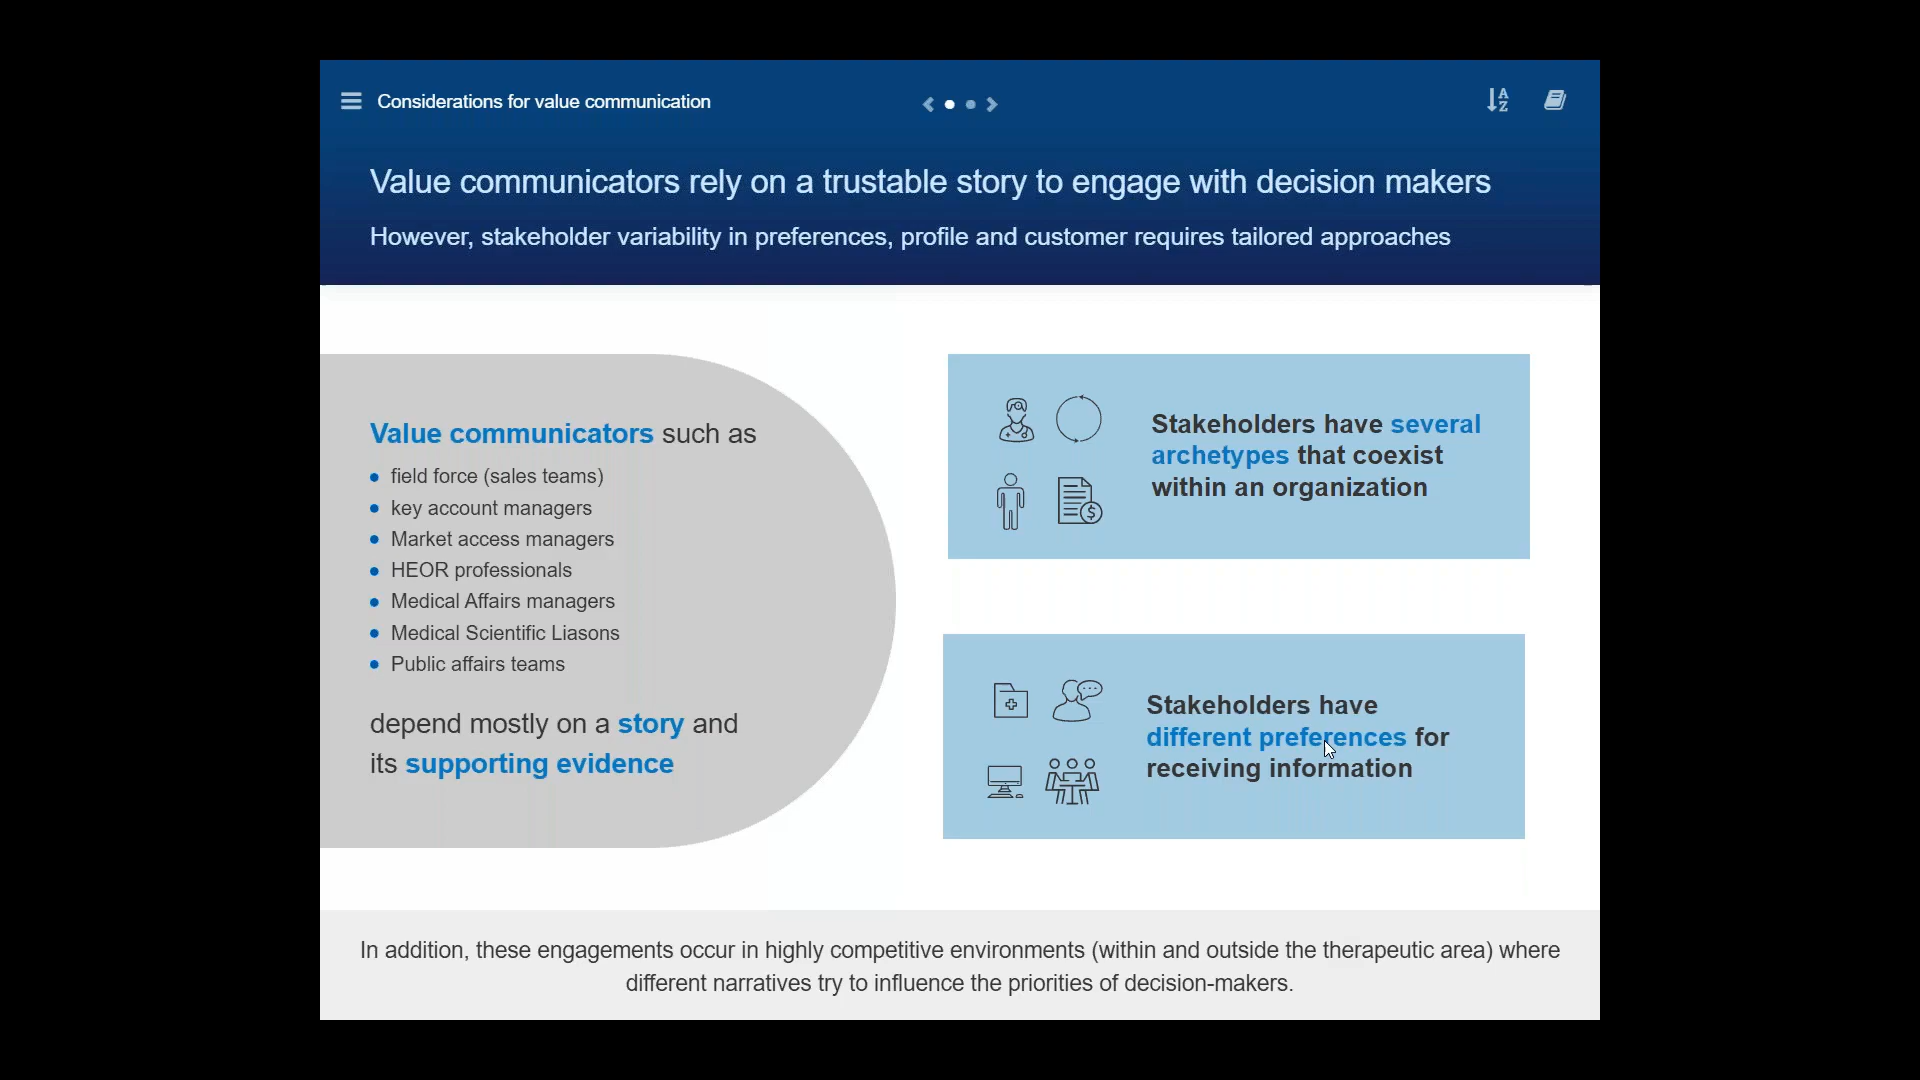 Considerations for value communication
A
Z
Value communicators rely on a trustable story to engage with decision makers
However, stakeholder variability in preferences, profile and customer requires tailored approaches
Value communicators such as
field force (sales teams)
key account managers
Market access managers
HEOR professionals
Medical Affairs managers
Medical Scientific Liasons
Public affairs teams
depend mostly on a story and
its supporting evidence
$
Stakeholders have several
archetypes that coexist
within an organization
Stakeholders have
different preferences for
receiving information
In addition, these engagements occur in highly competitive environments (within and outside the therapeutic area) where
different narratives try to influence the priorities of decision-makers.